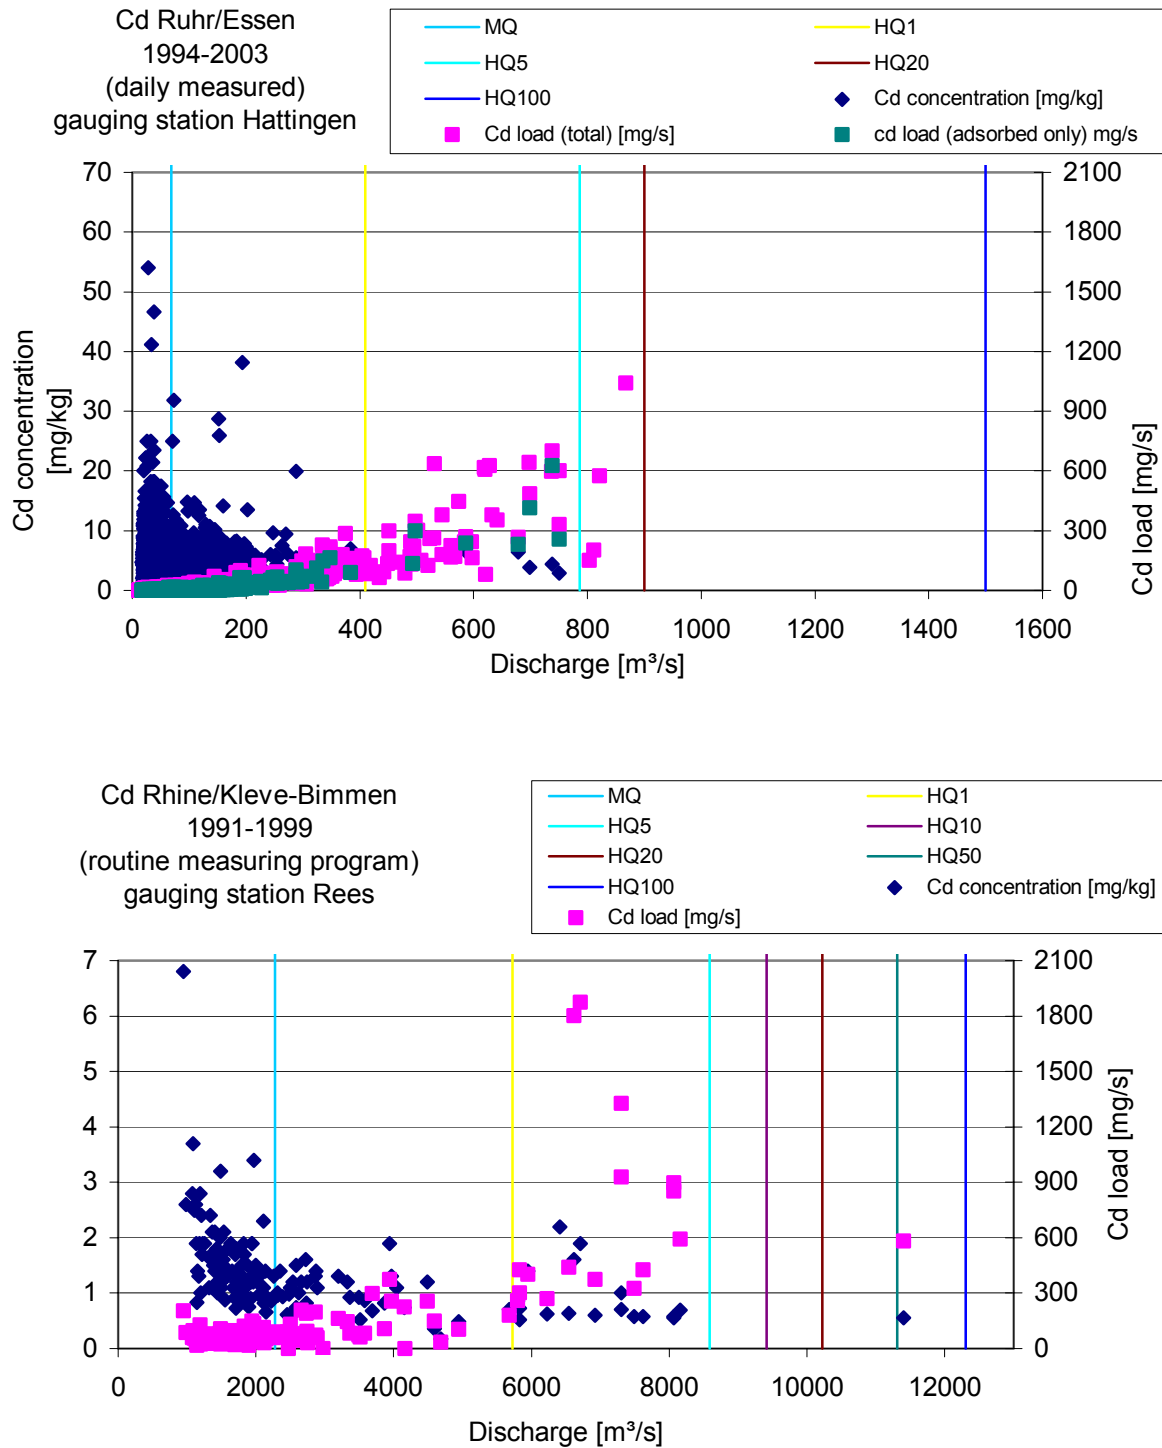 Cd Ruhr/Essen
1994-2003
(daily measured)
gauging station Hattingen
MQ
HQ1
HQ5
HQ20
HQ100
Cd concentration [mg/kg]
Cd load (total) [mg/s]
cd load (adsorbed only) mg/s
70
60
50
40
30
20
10
0
Cd concentration
[mg/kg]
2100
1800
1500
1200
900
600
300
0
Cd load [mg/s]
0 200 400 600 800 1000 1200 1400 1600
Discharge [m³/s]
Cd Rhine/Kleve-Bimmen
1991-1999
(routine measuring program)
gauging station Rees
MQ
HQ1
HQ5
HQ10
HQ20
HQ50
HQ100
Cd concentration [mg/kg]
Cd load [mg/s]
7
6
5
4
3
2
1
0
2100
1800
1500
1200
900
600
300
0
Cd load [mg/s]
0 2000 4000 6000 8000 10000 12000
Discharge [m³/s]